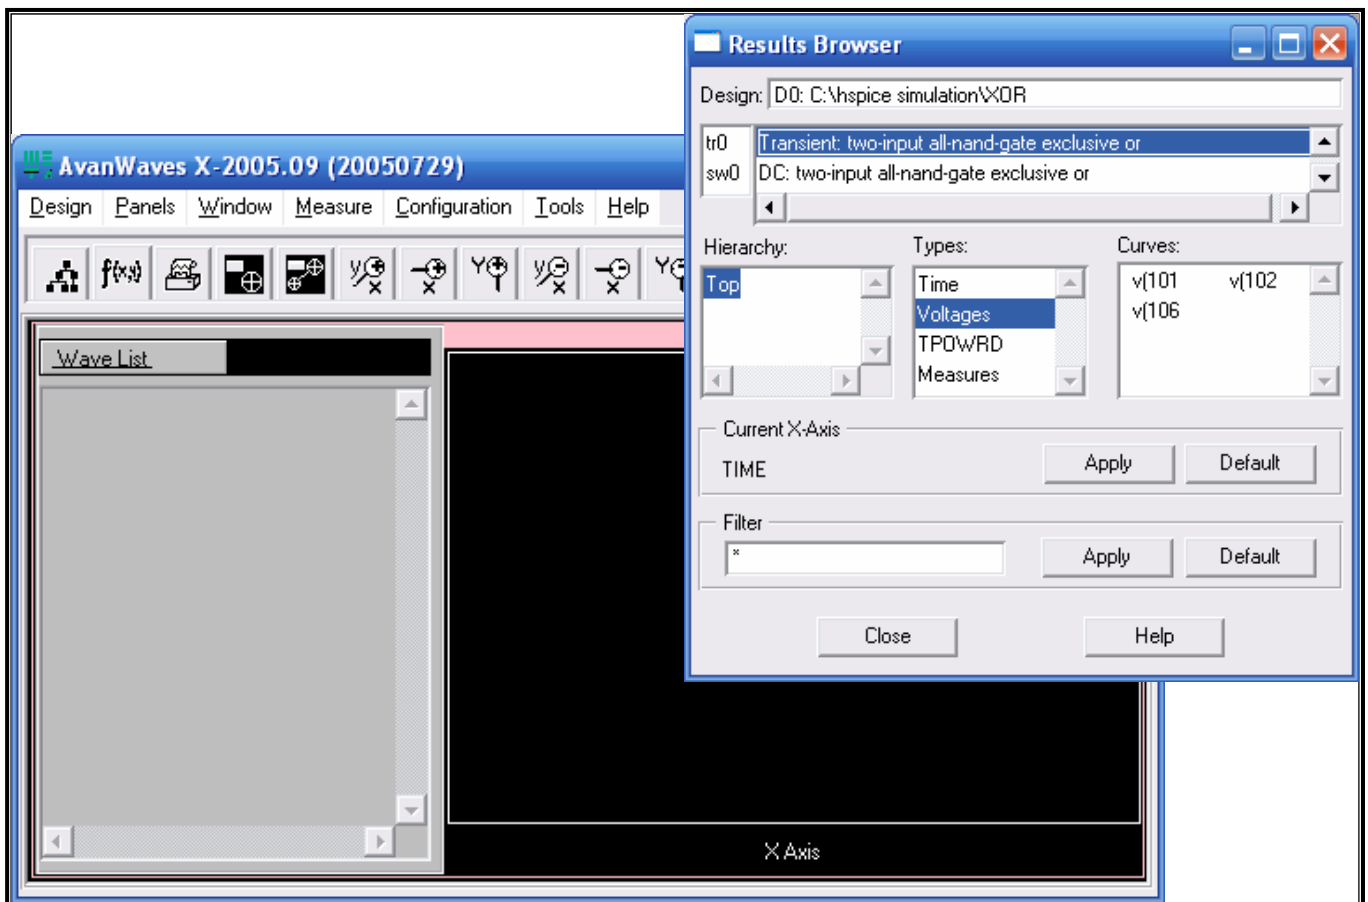 Results Browser
Design: D0: C:\hspice simulation\XOR
tr0 Transient: two-input all-nand-gate exclusive or
sw0 DC: two-input all-nand-gate exclusive or
Hierarchy: Types: Curves:
Top Time v(101 v(102
Voltages v(106
TPOWRD
Measures
Current X-Axis
TIME Apply Default
Filter
* Apply Default
Close Help
AvanWaves X-2005.09 (20050729)
Design Panels Window Measure Configuration Tools Help
f(x,y) y x x Y y x x Y
Wave List
X Axis